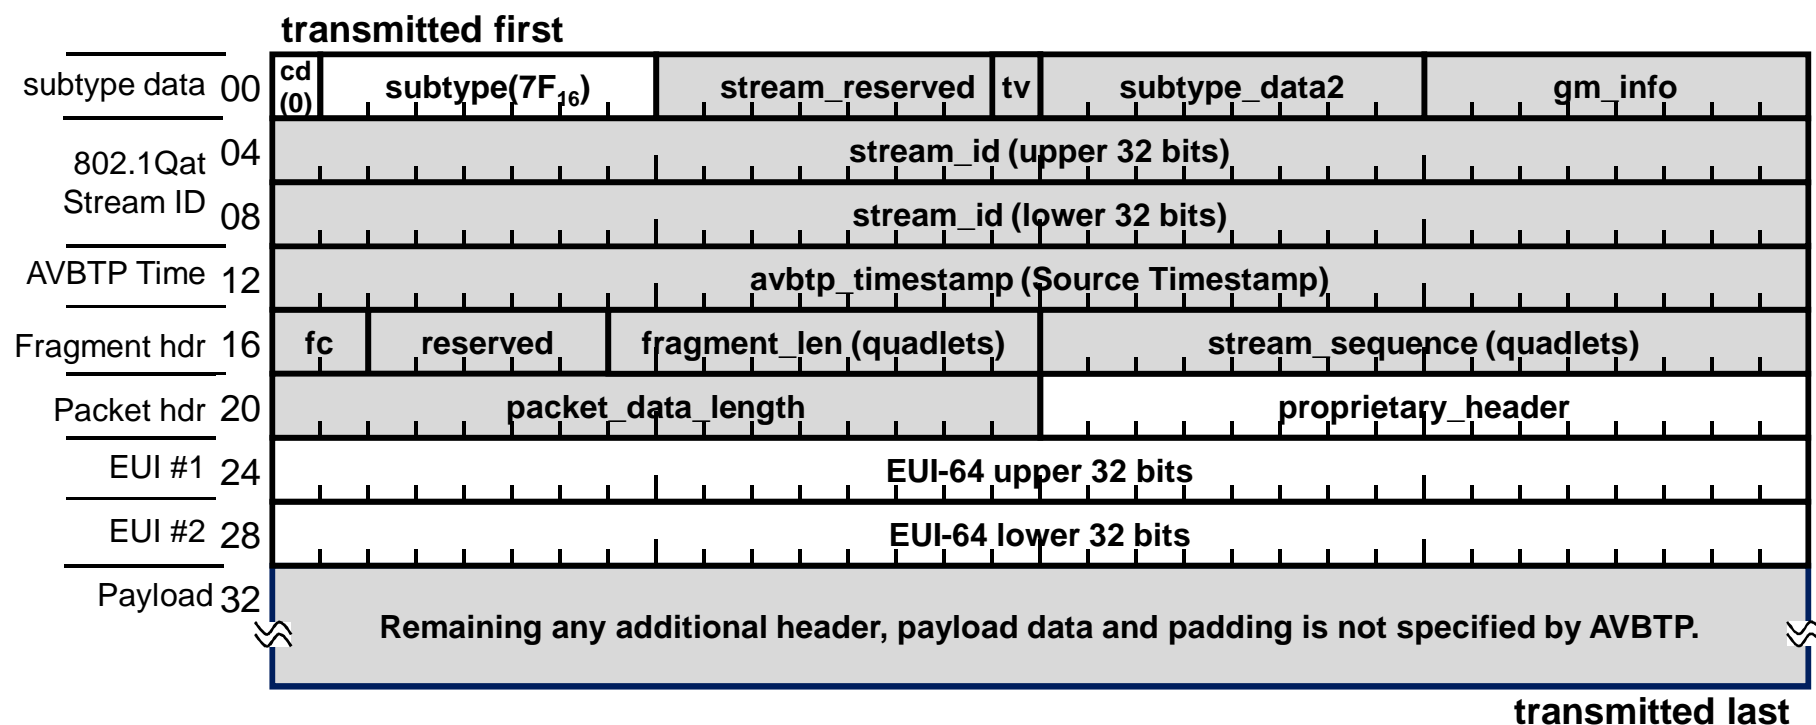 transmitted first
subtype data 00 cd (0) subtype(7F₁₆) stream_reserved tv subtype_data2 gm_info
802.1Qat
Stream ID
04 stream_id (upper 32 bits)
08 stream_id (lower 32 bits)
AVBTP Time 12 avbtp_timestamp (Source Timestamp)
Fragment hdr 16 fc reserved fragment_len (quadlets) stream_sequence (quadlets)
Packet hdr 20 packet_data_length proprietary_header
EUI #1 24 EUI-64 upper 32 bits
EUI #2 28 EUI-64 lower 32 bits
Payload 32 Remaining any additional header, payload data and padding is not specified by AVBTP.
transmitted last